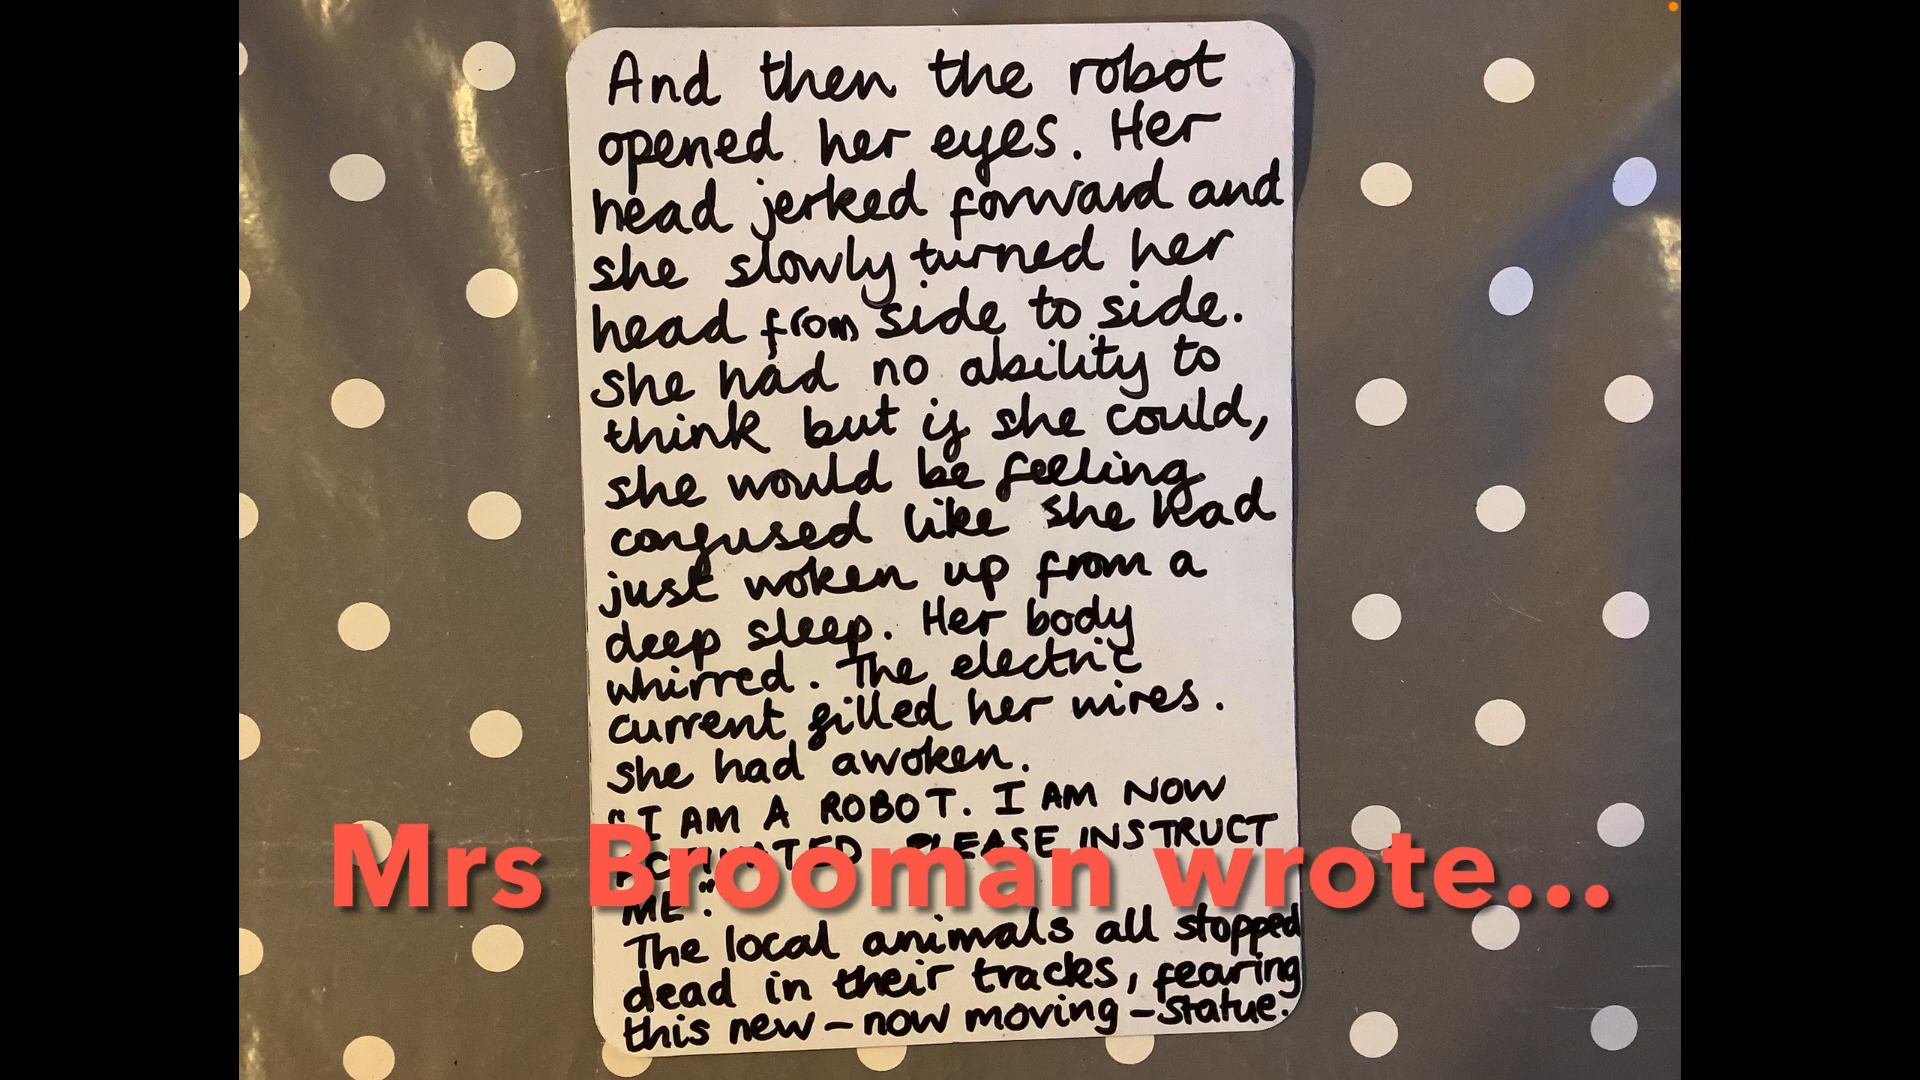 And then the robot
opened her eyes. Her
head jerked forward and
she slowly turned her
head from side to side.
She had no ability to
think but if she could,
she would be feeling
confused like she had
just woken up from a
deep sleep. Her body
whirred. The electric
current filled her wires.
She had awoken.
"I AM A ROBOT. I AM NOW
ACTIVATED. PLEASE INSTRUCT
ME."
Mrs Brooman wrote...
The local animals all stopped
dead in their tracks, fearing
this new - now moving - statue.